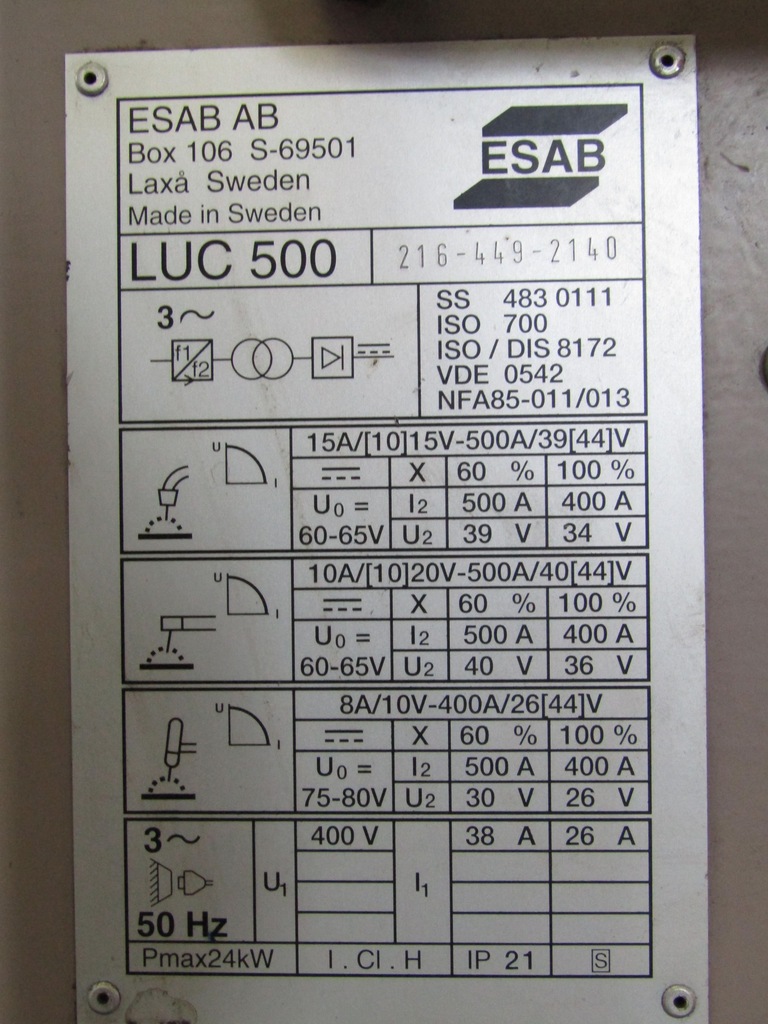 ESAB AB
Box 106 S-69501
Laxå Sweden
Made in Sweden
ESAB
LUC 500
216-449-2140
3~
f1
f2
SS 483 0111
ISO 700
ISO / DIS 8172
VDE 0542
NFA85-011/013
U
I
15A/[10]15V-500A/39[44]V
X 60 % 100 %
U0 = I2 500 A 400 A
60-65V U2 39 V 34 V
U
I
10A/[10]20V-500A/40[44]V
X 60 % 100 %
U0 = I2 500 A 400 A
60-65V U2 40 V 36 V
U
I
8A/10V-400A/26[44]V
X 60 % 100 %
U0 = I2 500 A 400 A
75-80V U2 30 V 26 V
3~
50 Hz
U1
400 V
I1
38 A 26 A
Pmax24kW I . Cl . H IP 21 S